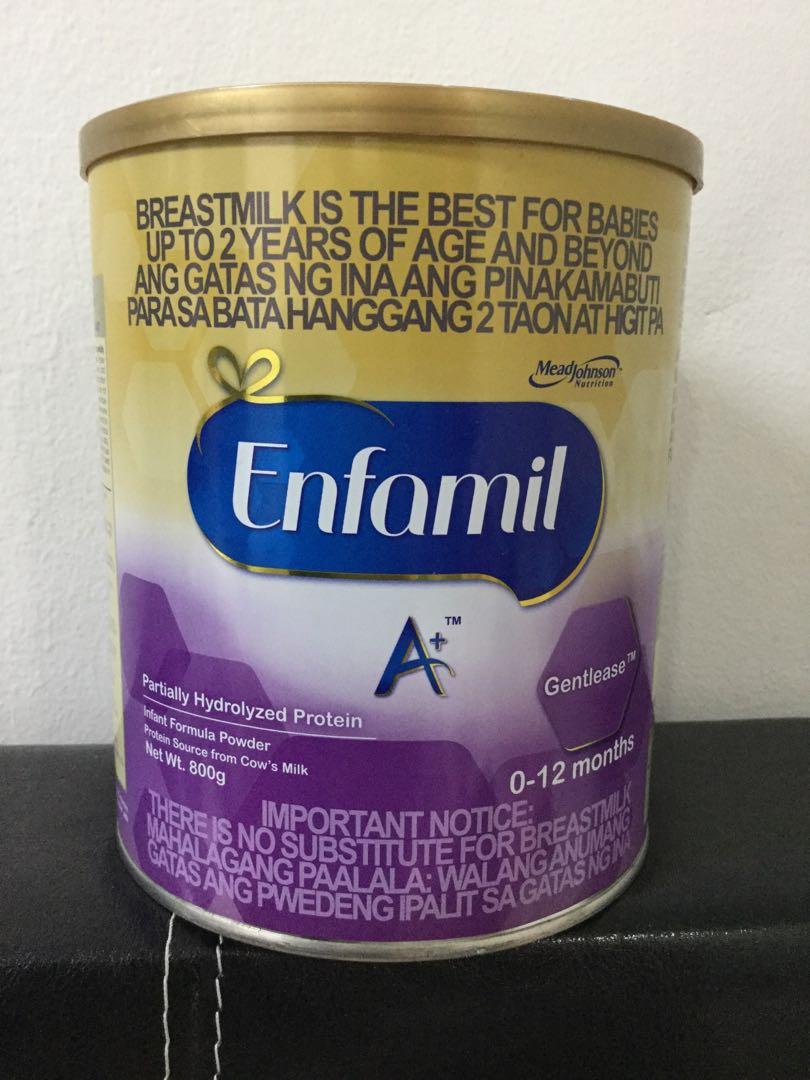 BREASTMILK IS THE BEST FOR BABIES
UP TO 2 YEARS OF AGE AND BEYOND
ANG GATAS NG INA ANG PINAKAMABUTI
PARA SA BATA HANGGANG 2 TAON AT HIGIT PA
MeadJohnson™
Nutrition
Enfamil
A+™
Gentlease™
Partially Hydrolyzed Protein
Infant Formula Powder
Protein Source from Cow's Milk
Net Wt. 800g
0-12 months
IMPORTANT NOTICE:
THERE IS NO SUBSTITUTE FOR BREASTMILK
MAHALAGANG PAALALA: WALANG ANUMANG
GATAS ANG PWEDENG IPALIT SA GATAS NG INA